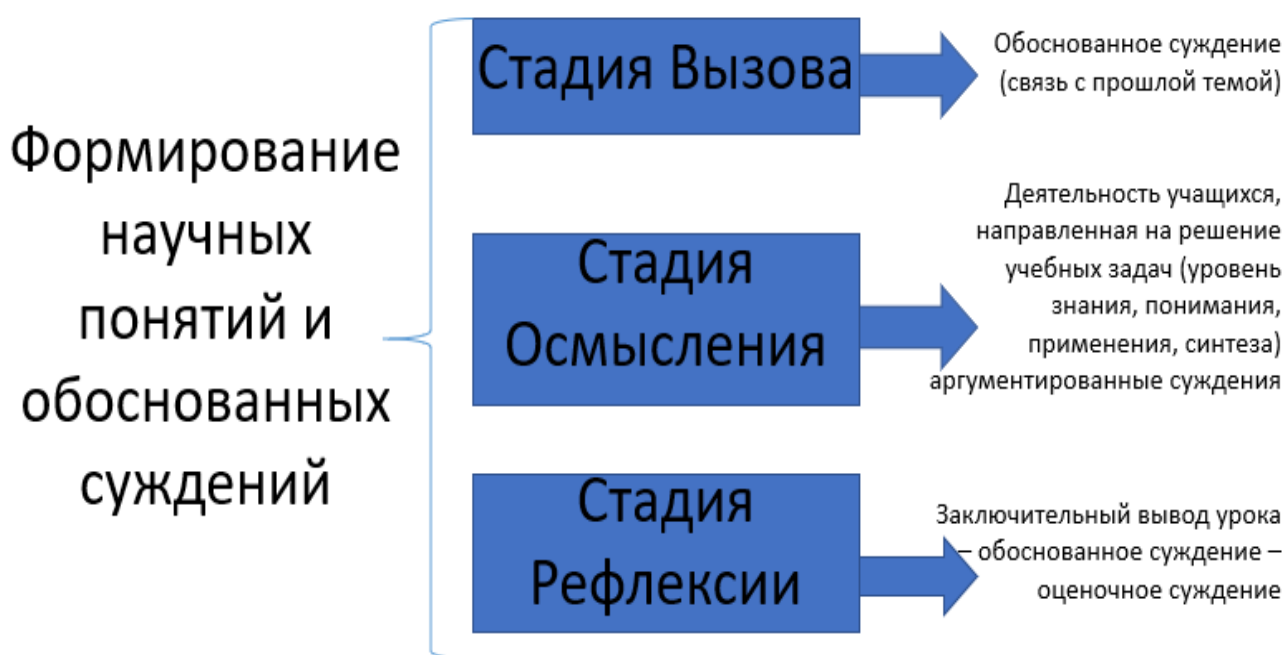 Формирование
научных
понятий и
обоснованных
суждений
Стадия Вызова
Обоснованное суждение
(связь с прошлой темой)
Стадия
Осмысления
Деятельность учащихся,
направленная на решение
учебных задач (уровень
знания, понимания,
применения, синтеза)
аргументированные суждения
Стадия
Рефлексии
Заключительный вывод урока
– обоснованное суждение –
оценочное суждение